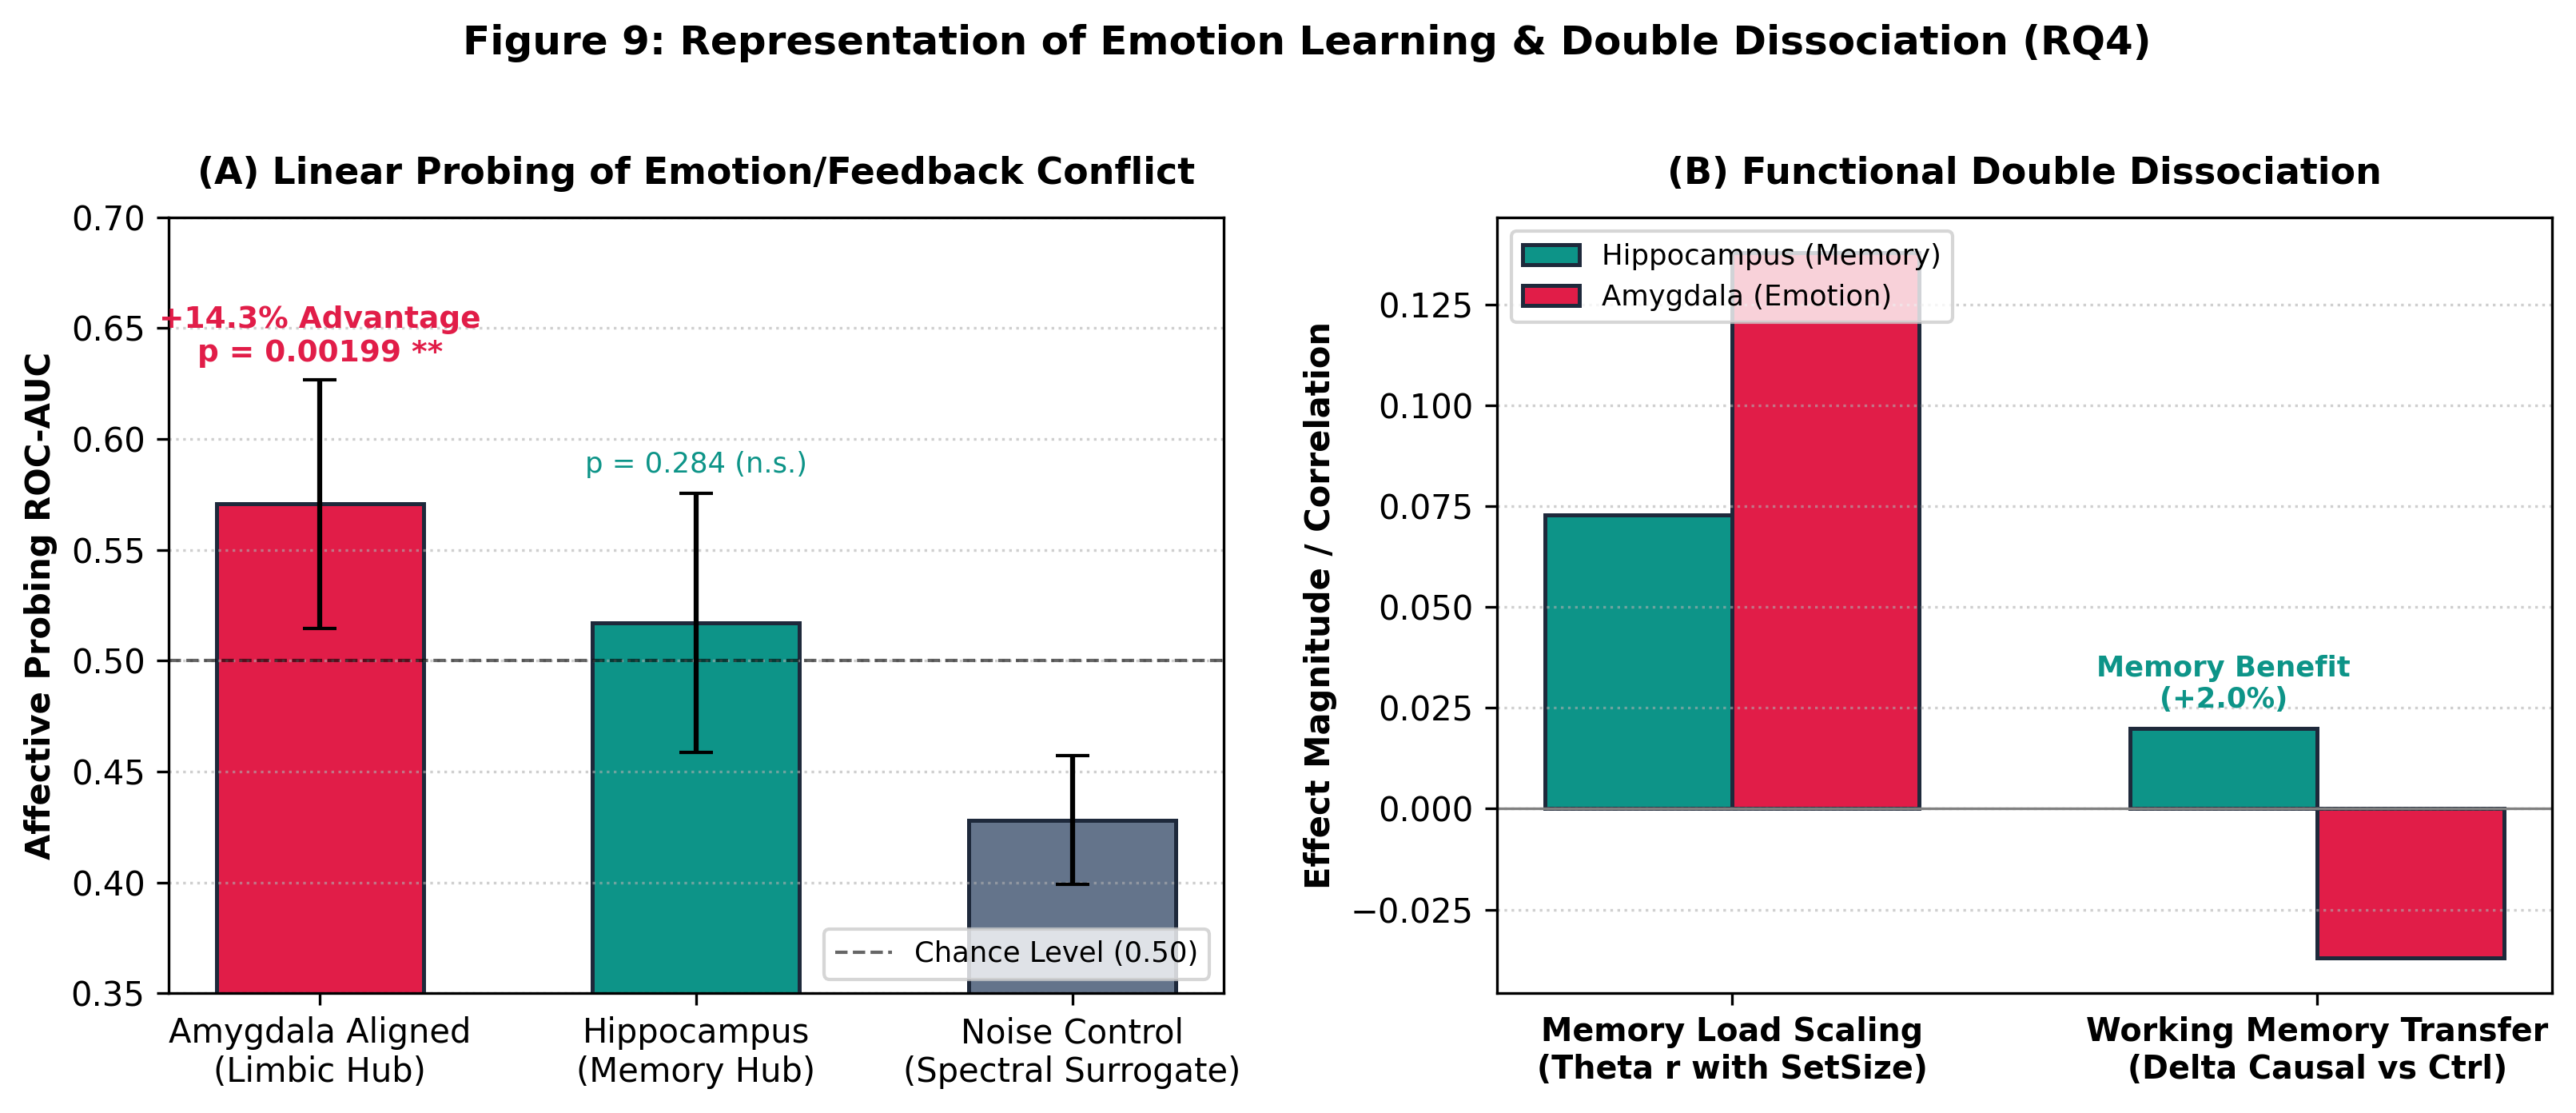 Figure 9: Representation of Emotion Learning & Double Dissociation (RQ4)
(A) Linear Probing of Emotion/Feedback Conflict
Affective Probing ROC-AUC
0.70
0.65
0.60
0.55
0.50
0.45
0.40
0.35
+14.3% Advantage
p = 0.00199 **
p = 0.284 (n.s.)
Chance Level (0.50)
Amygdala Aligned
(Limbic Hub)
Hippocampus
(Memory Hub)
Noise Control
(Spectral Surrogate)
(B) Functional Double Dissociation
Effect Magnitude / Correlation
0.125
0.100
0.075
0.050
0.025
0.000
−0.025
Hippocampus (Memory)
Amygdala (Emotion)
Memory Benefit
(+2.0%)
Memory Load Scaling
(Theta r with SetSize)
Working Memory Transfer
(Delta Causal vs Ctrl)